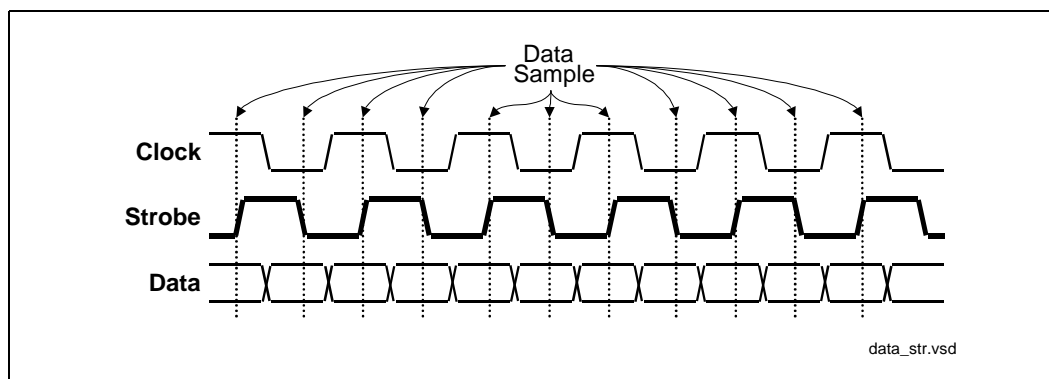 Data
Sample
Clock
Strobe
Data
data_str.vsd